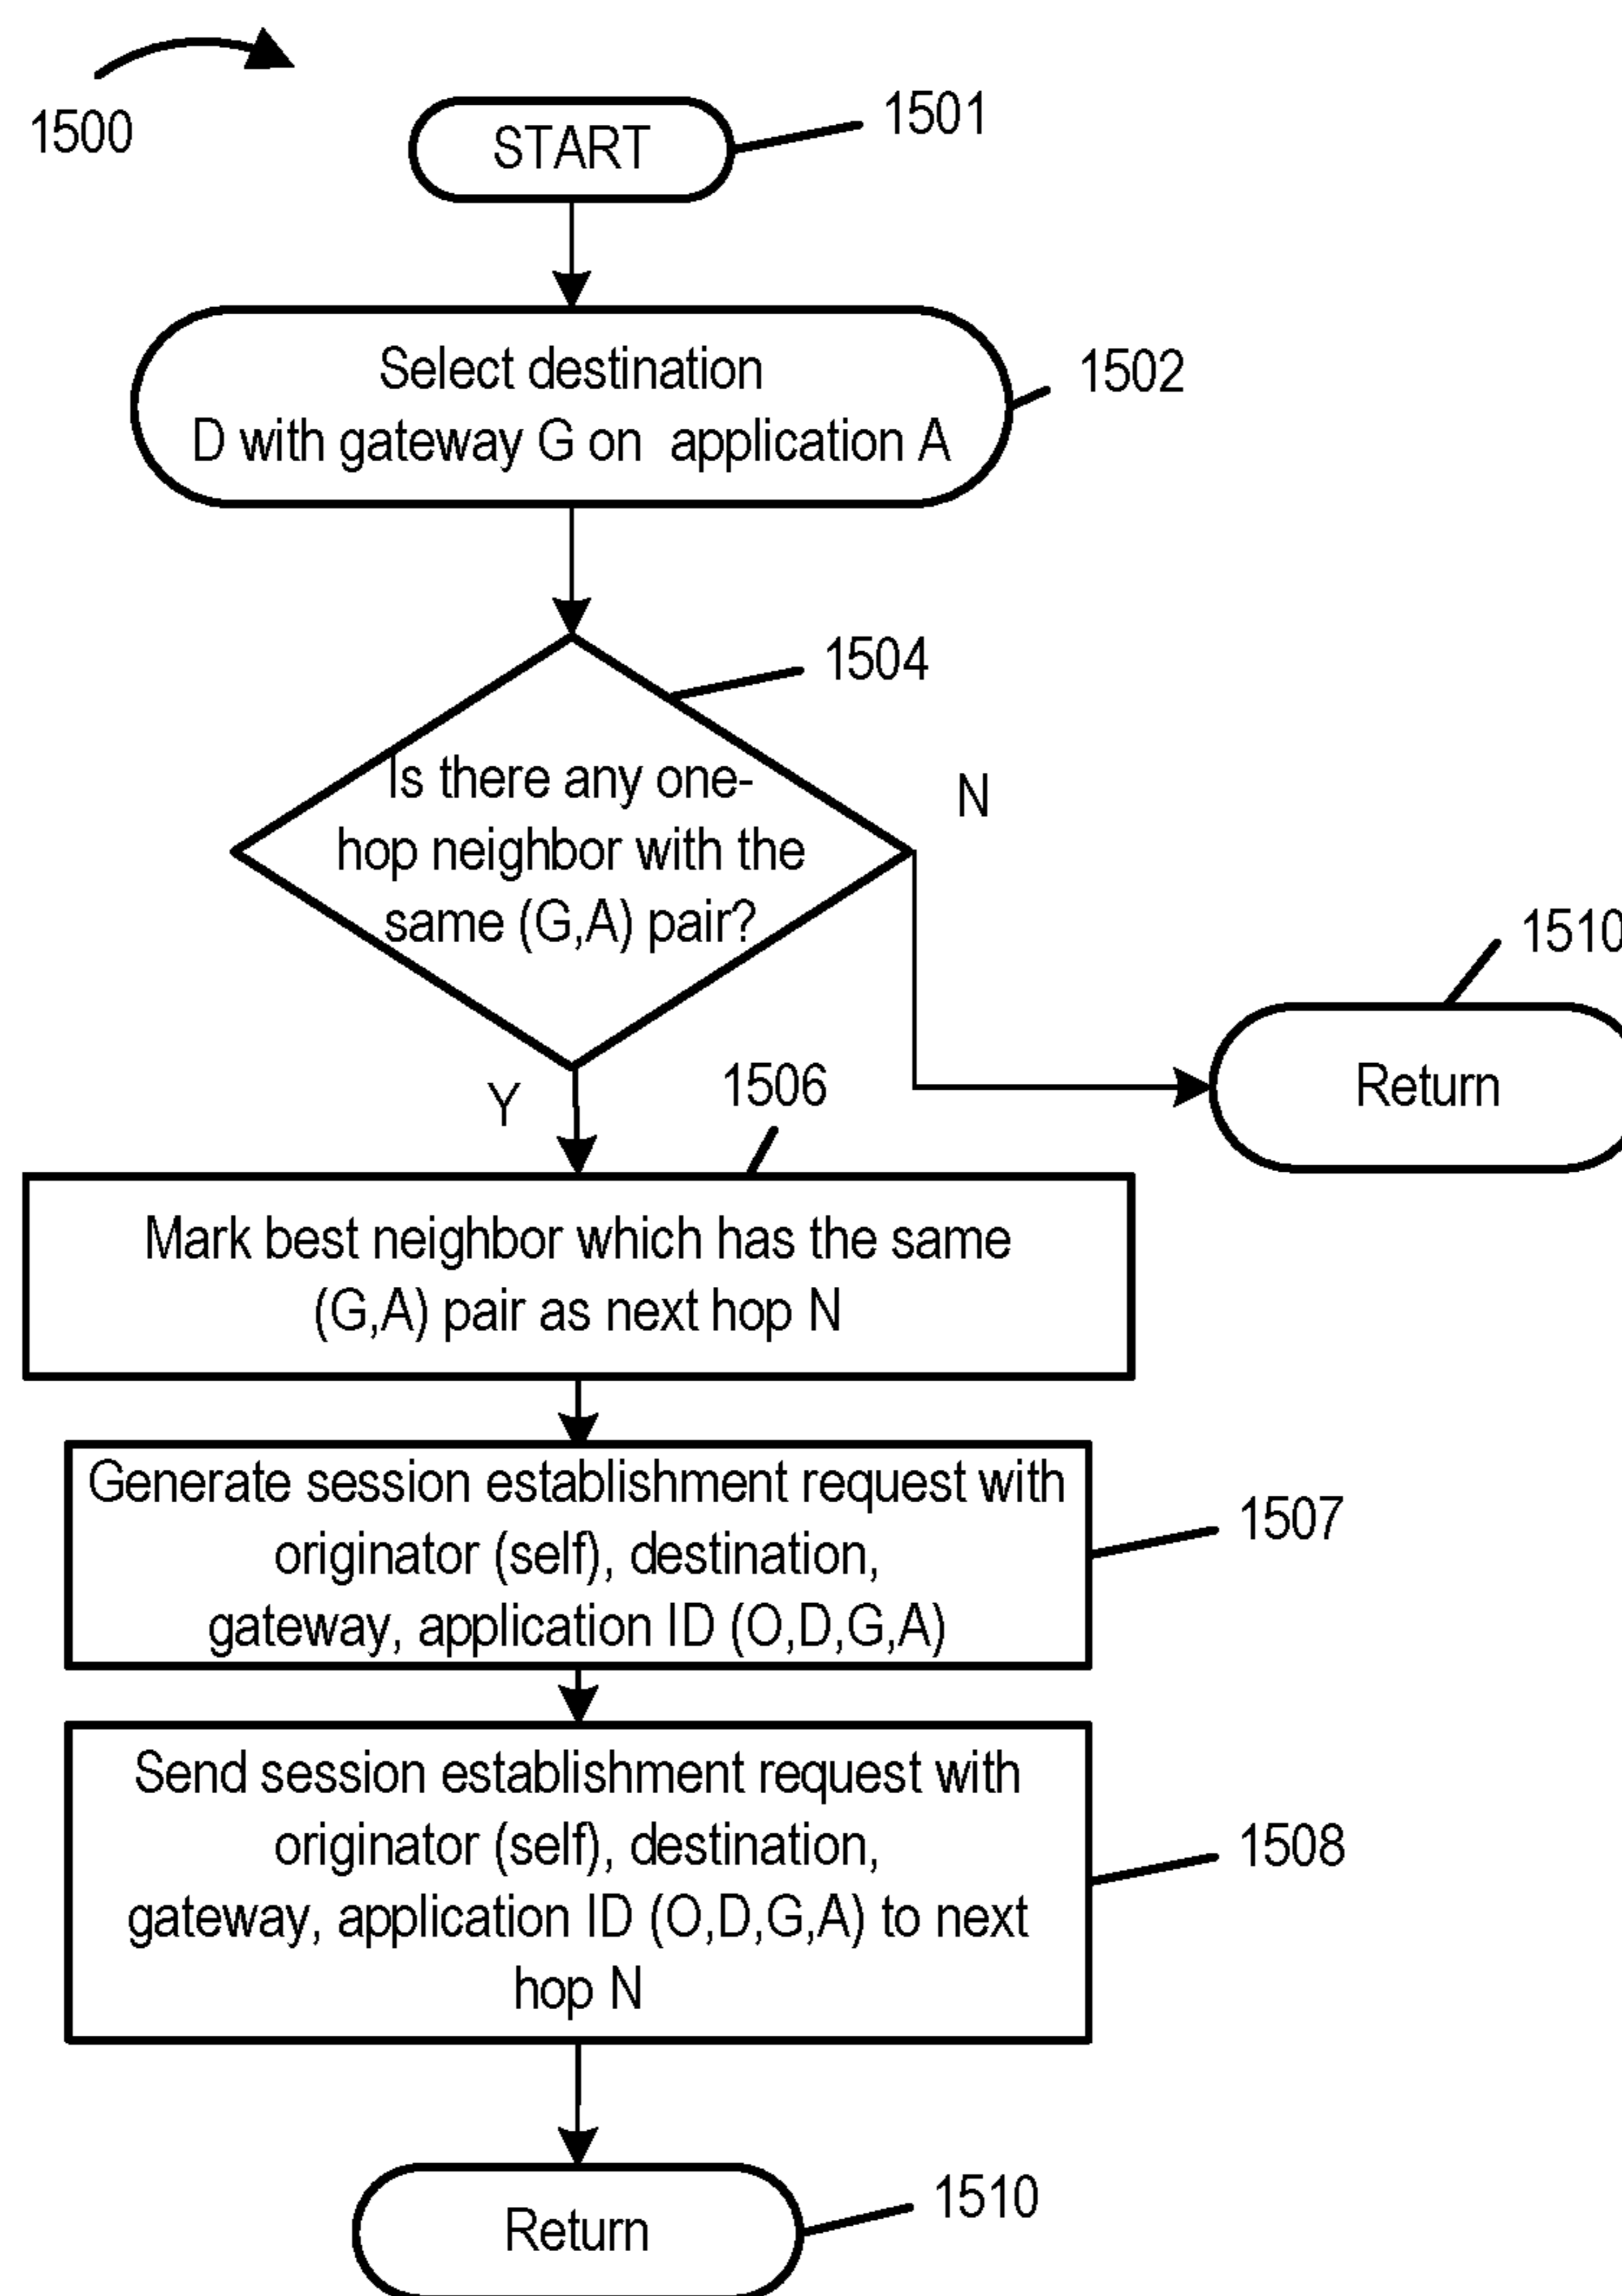 1500
START
1501
Select destination
D with gateway G on application A
1502
1504
Is there any one-
hop neighbor with the
same (G,A) pair?
N
1510
Return
Y
1506
Mark best neighbor which has the same
(G,A) pair as next hop N
Generate session establishment request with
originator (self), destination,
gateway, application ID (O,D,G,A)
1507
Send session establishment request with
originator (self), destination,
gateway, application ID (O,D,G,A) to next
hop N
1508
Return
1510